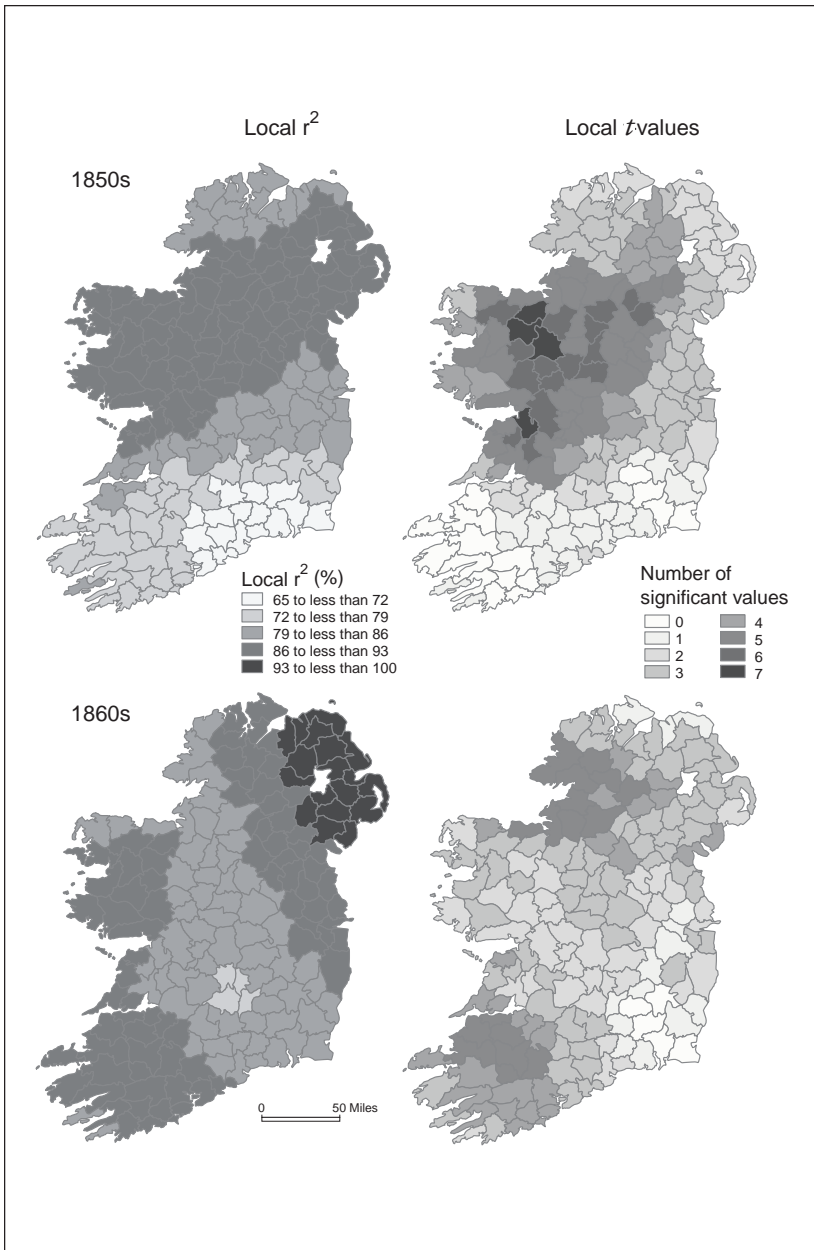 Local r²
Local t-values
1850s
Local r² (%)
65 to less than 72
72 to less than 79
79 to less than 86
86 to less than 93
93 to less than 100
Number of
significant values
0
1
2
3
4
5
6
7
1860s
0 50 Miles